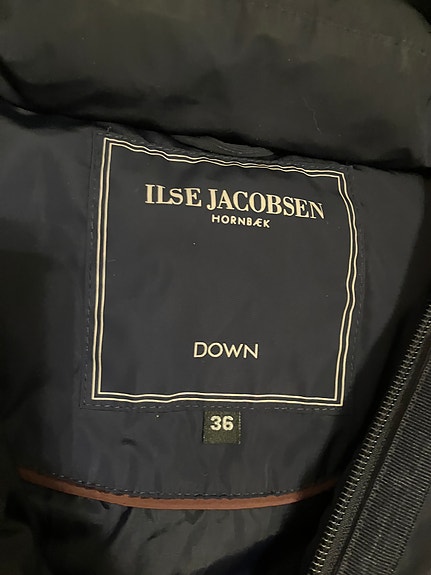 ILSE JACOBSEN
HORNBÆK
DOWN
36